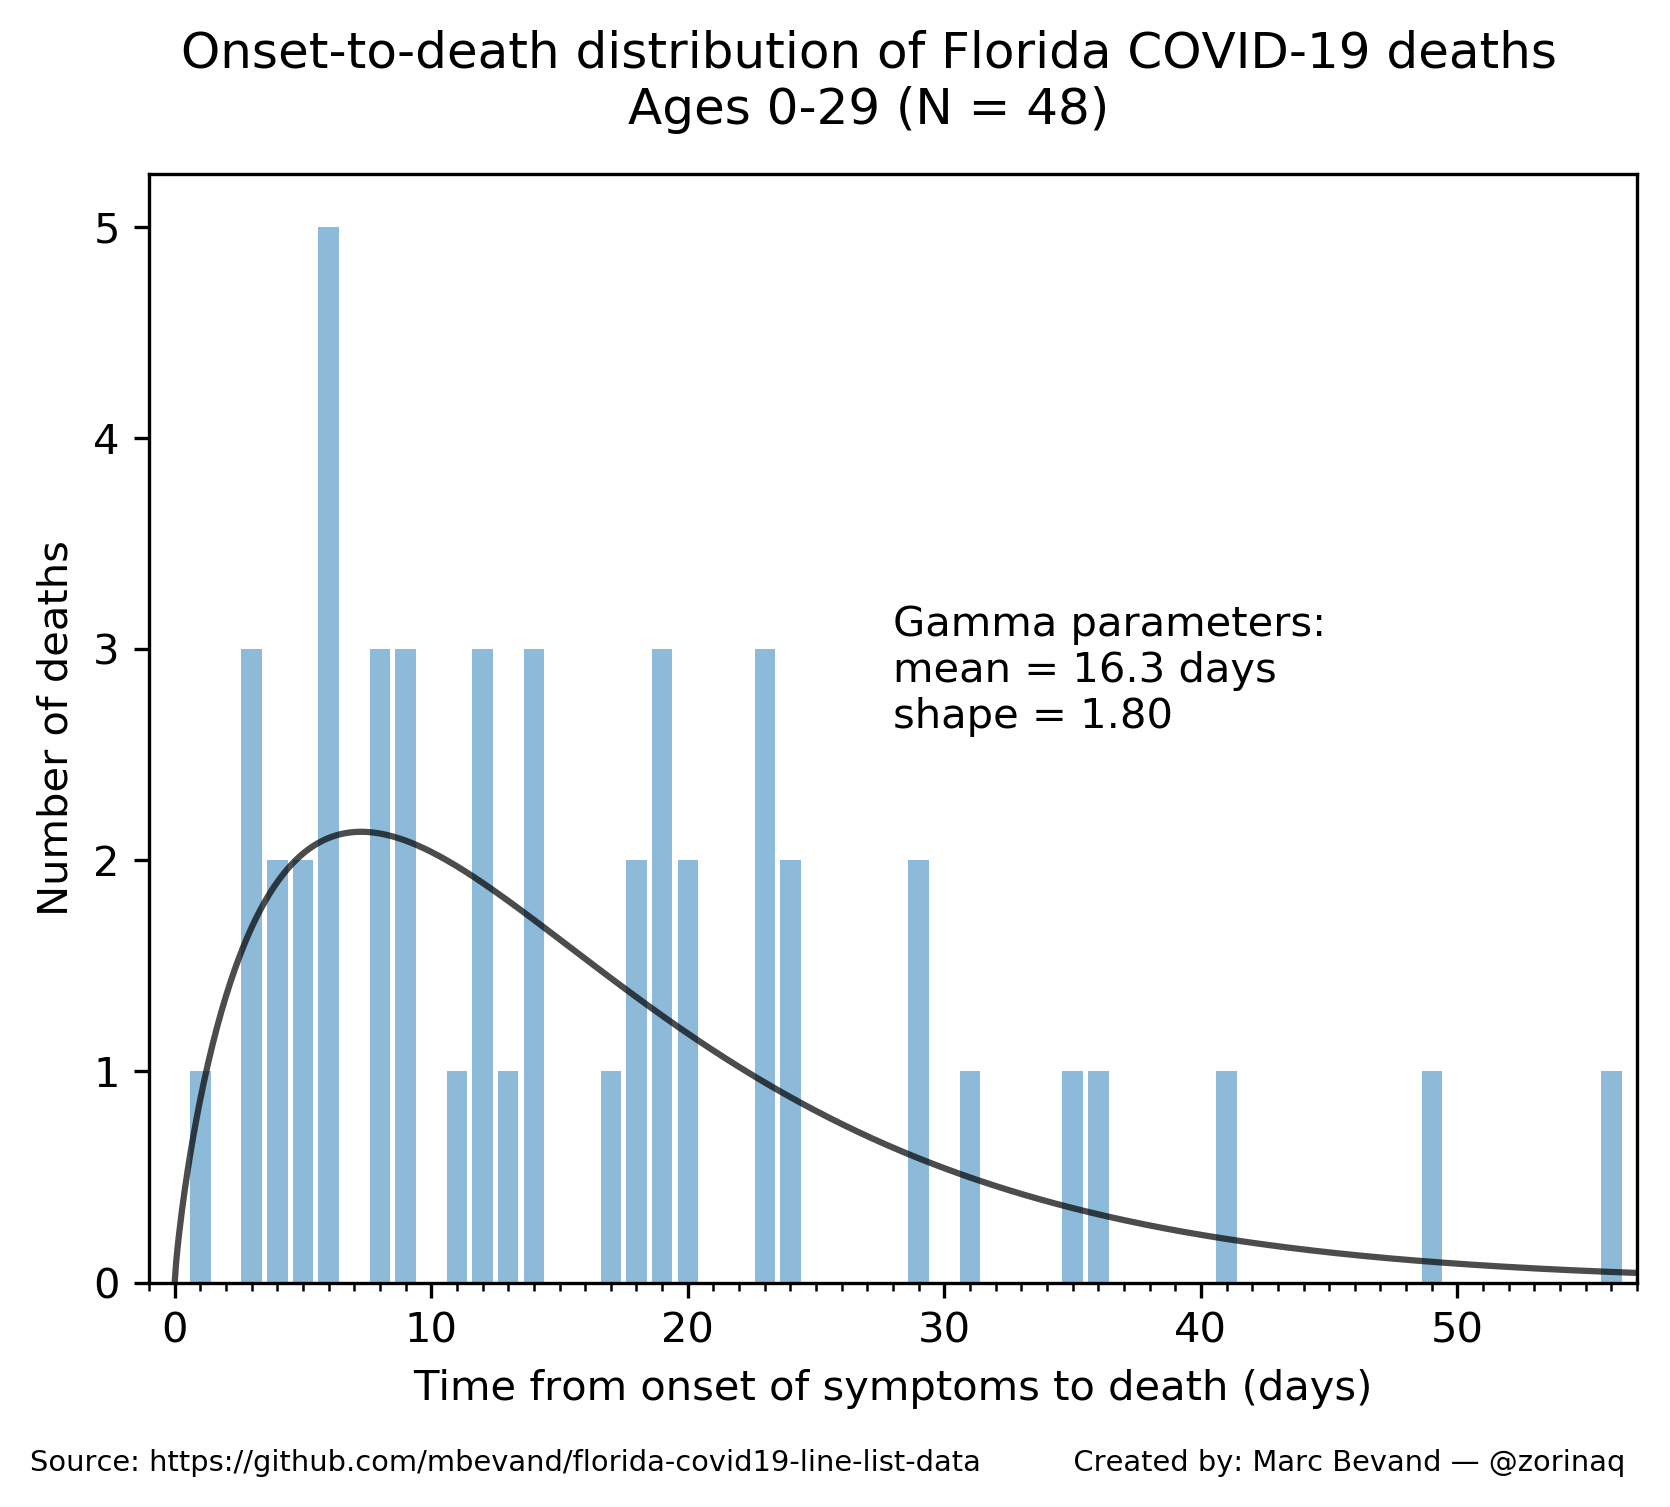 Onset-to-death distribution of Florida COVID-19 deaths
Ages 0-29 (N = 48)
5
4
3
2
1
0
Number of deaths
Gamma parameters:
mean = 16.3 days
shape = 1.80
0 10 20 30 40 50
Time from onset of symptoms to death (days)
Source: https://github.com/mbevand/florida-covid19-line-list-data Created by: Marc Bevand — @zorinaq